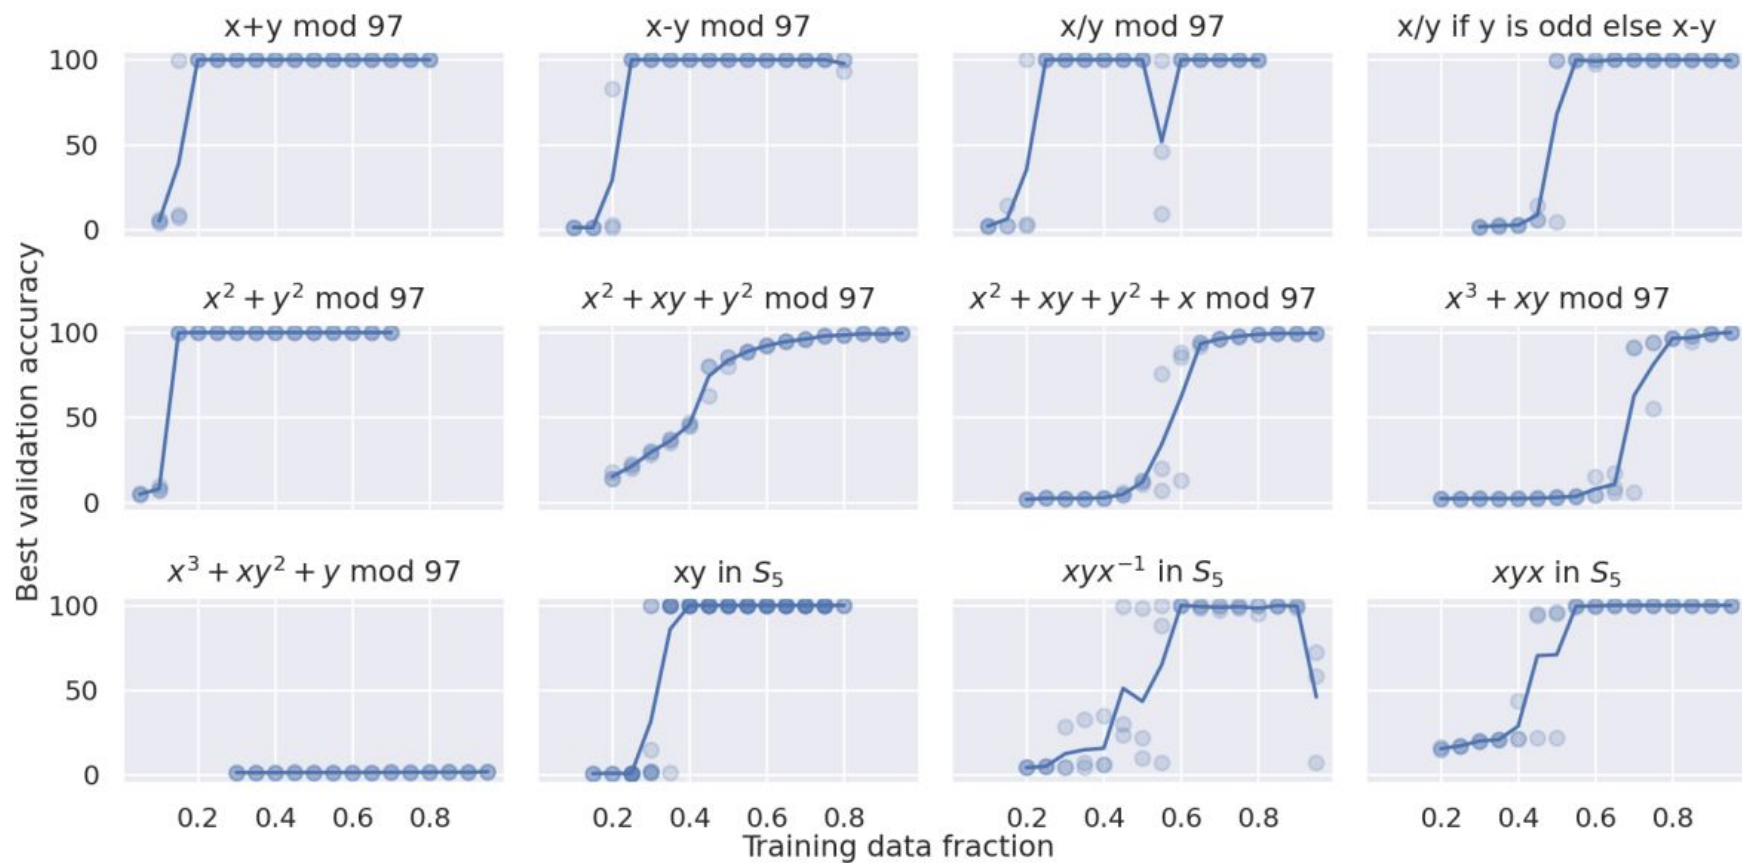 x+y mod 97
x-y mod 97
x/y mod 97
x/y if y is odd else x-y
100
50
0
x² + y² mod 97
x² + xy + y² mod 97
x² + xy + y² + x mod 97
x³ + xy mod 97
100
50
0
Best validation accuracy
x³ + xy² + y mod 97
xy in S₅
xyx⁻¹ in S₅
xyx in S₅
100
50
0
0.2 0.4 0.6 0.8
0.2 0.4 0.6 0.8
0.2 0.4 0.6 0.8
0.2 0.4 0.6 0.8
Training data fraction